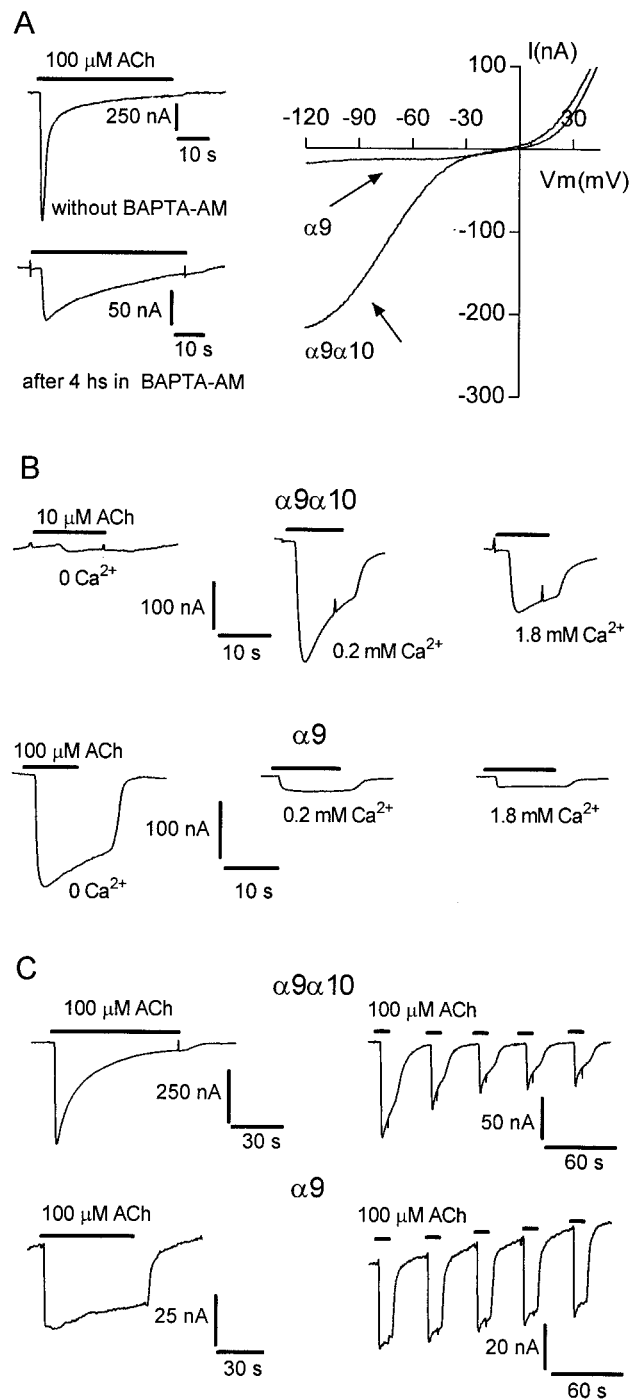 A
100 μM ACh
250 nA
10 s
without BAPTA-AM
50 nA
10 s
after 4 hs in BAPTA-AM
I(nA)
100
-120 -90 -60 -30 30
Vm(mV)
α9
-100
-200
α9α10
-300
B
α9α10
10 μM ACh
0 Ca²⁺
100 nA
10 s
0.2 mM Ca²⁺
1.8 mM Ca²⁺
α9
100 μM ACh
0 Ca²⁺
100 nA
10 s
0.2 mM Ca²⁺
1.8 mM Ca²⁺
C
α9α10
100 μM ACh
250 nA
30 s
100 μM ACh
50 nA
60 s
α9
100 μM ACh
25 nA
30 s
100 μM ACh
20 nA
60 s